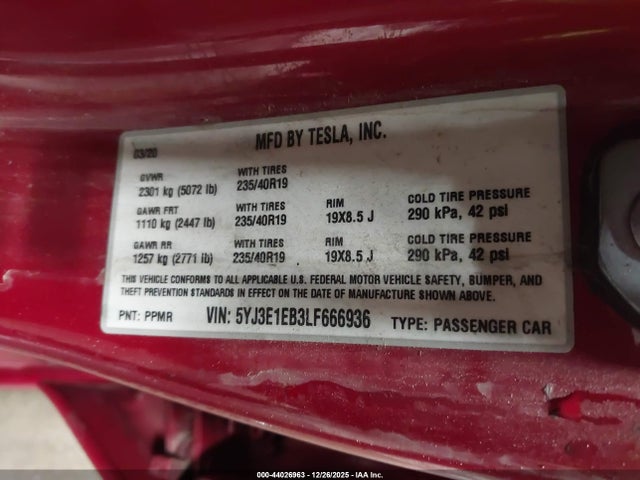 MFD BY TESLA, INC.
03/20
GVWR
2301 kg (5072 lb)
WITH TIRES
235/40R19
GAWR FRT
1110 kg (2447 lb)
WITH TIRES
235/40R19
RIM
19X8.5 J
COLD TIRE PRESSURE
290 kPa, 42 psi
GAWR RR
1257 kg (2771 lb)
WITH TIRES
235/40R19
RIM
19X8.5 J
COLD TIRE PRESSURE
290 kPa, 42 psi
THIS VEHICLE CONFORMS TO ALL APPLICABLE U.S. FEDERAL MOTOR VEHICLE SAFETY, BUMPER, AND
THEFT PREVENTION STANDARDS IN EFFECT ON THE DATE OF MANUFACTURE SHOWN ABOVE.
PNT: PPMR VIN: 5YJ3E1EB3LF666936 TYPE: PASSENGER CAR
000-44026963 - 12/26/2025 - IAA Inc.